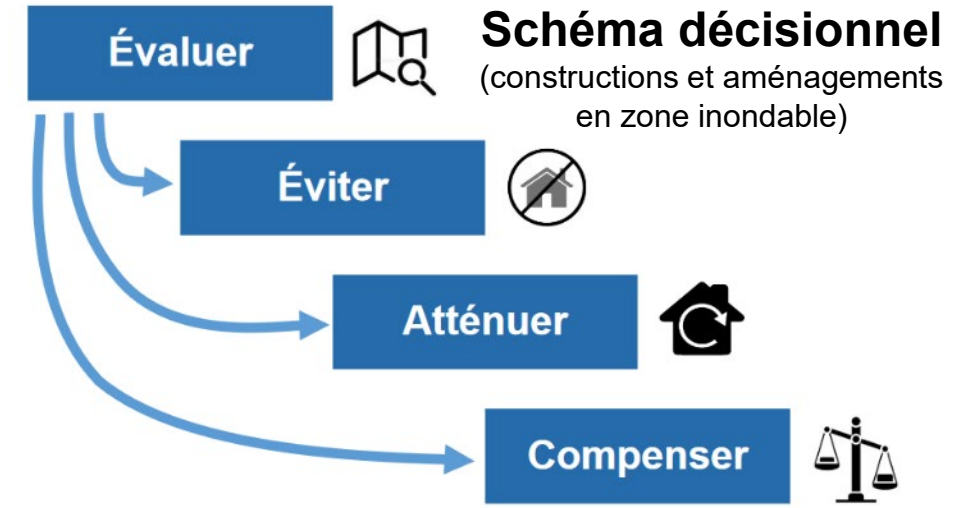 Schéma décisionnel
(constructions et aménagements
en zone inondable)
Évaluer
Éviter
Atténuer
Compenser